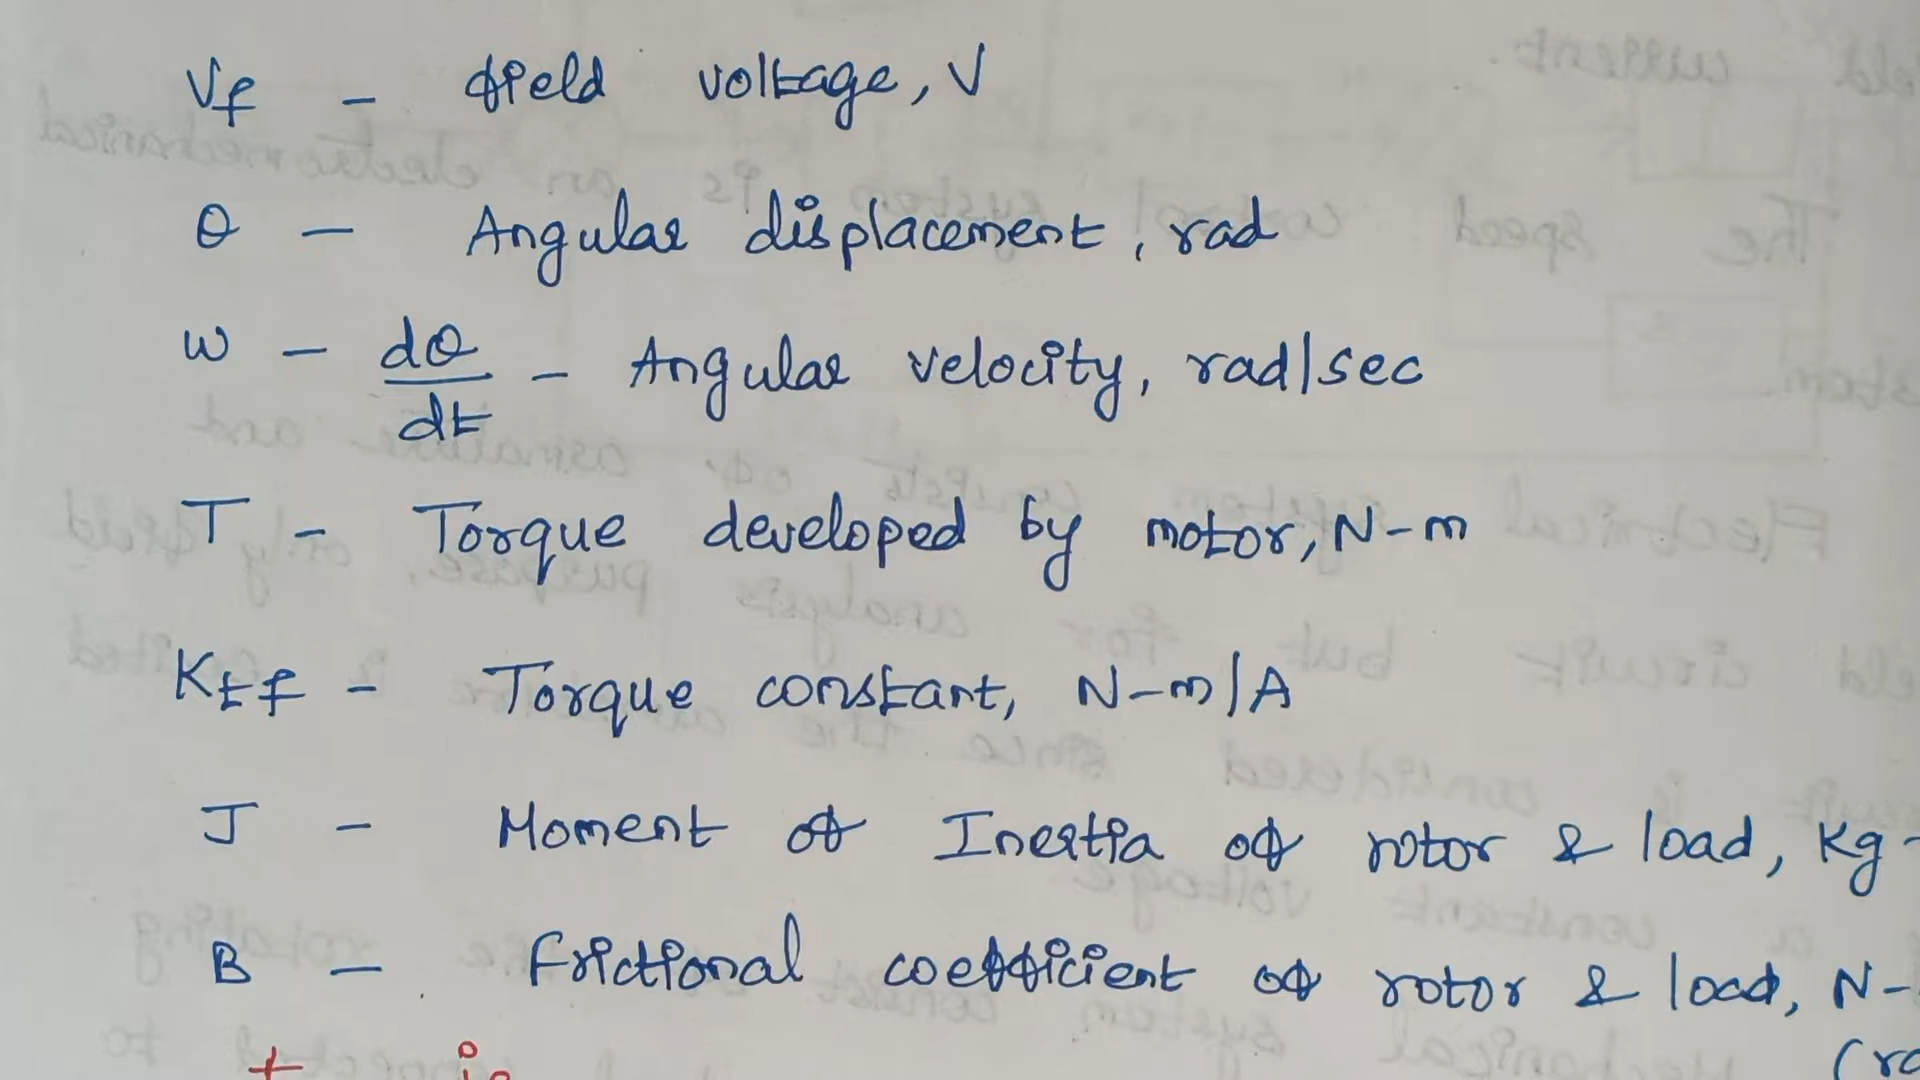 Vf - field voltage, V
θ - Angular displacement, rad
w - dθ/dt - Angular velocity, rad/sec
T - Torque developed by motor, N-m
Ktf - Torque constant, N-m/A
J - Moment of Inertia of rotor & load, Kg-
B - Frictional coefficient of rotor & load, N-